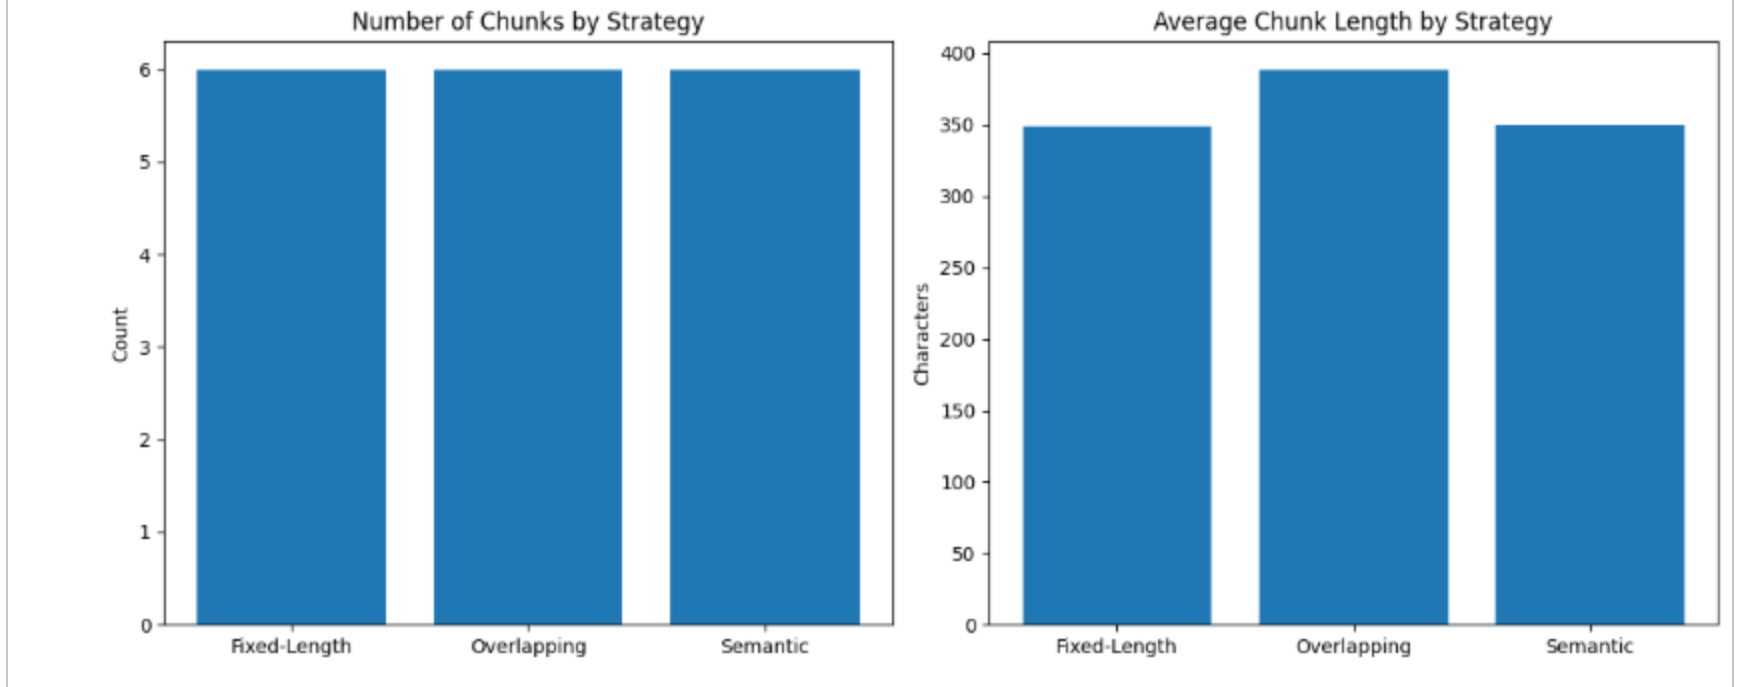 Number of Chunks by Strategy
6
5
4
3
2
1
0
Count
Fixed-Length Overlapping Semantic
Average Chunk Length by Strategy
400
350
300
250
200
150
100
50
0
Characters
Fixed-Length Overlapping Semantic